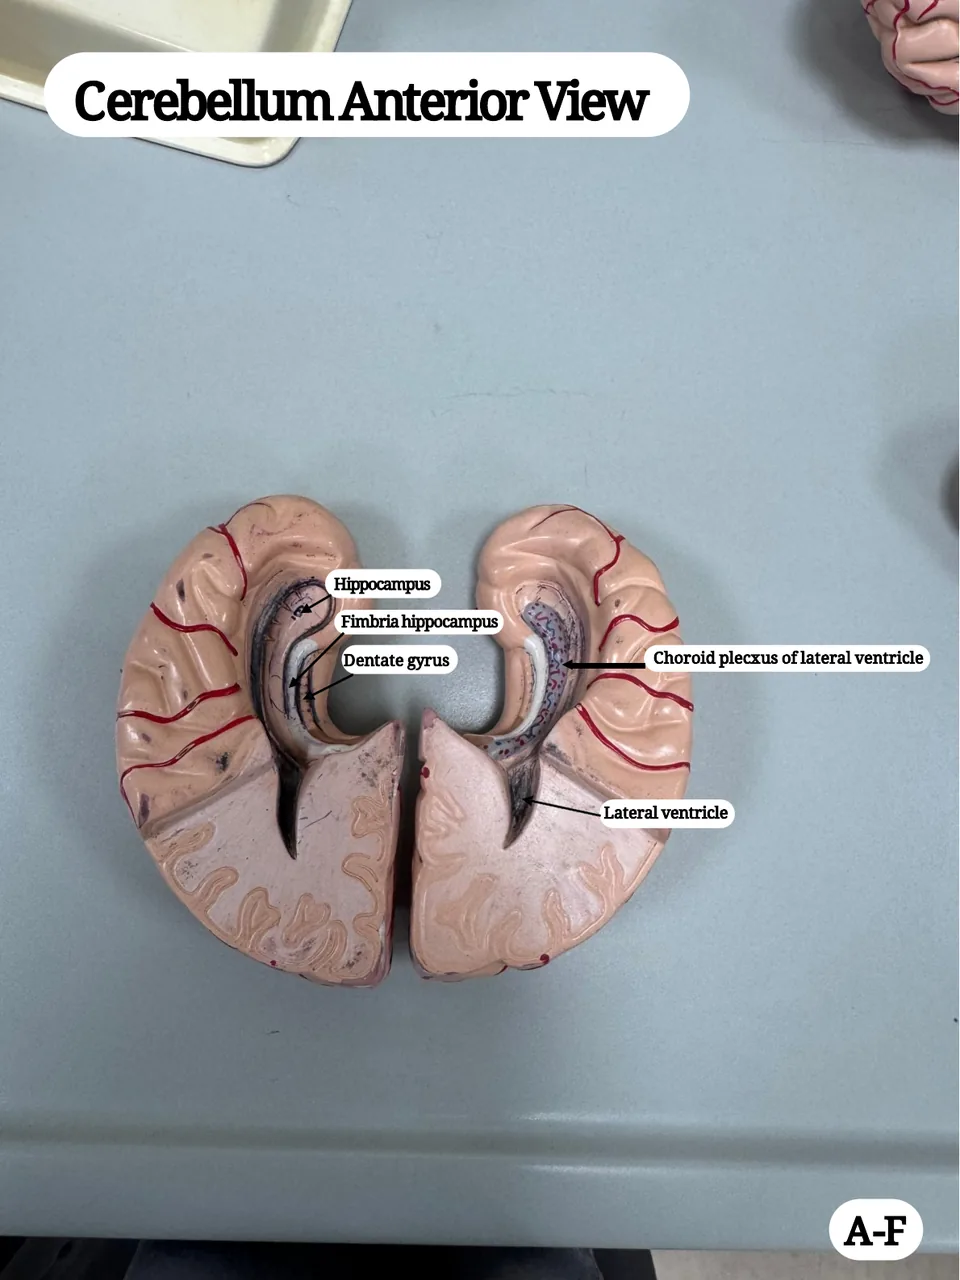 Cerebellum Anterior View
Hippocampus
Fimbria hippocampus
Dentate gyrus
Choroid plecxus of lateral ventricle
Lateral ventricle
A-F